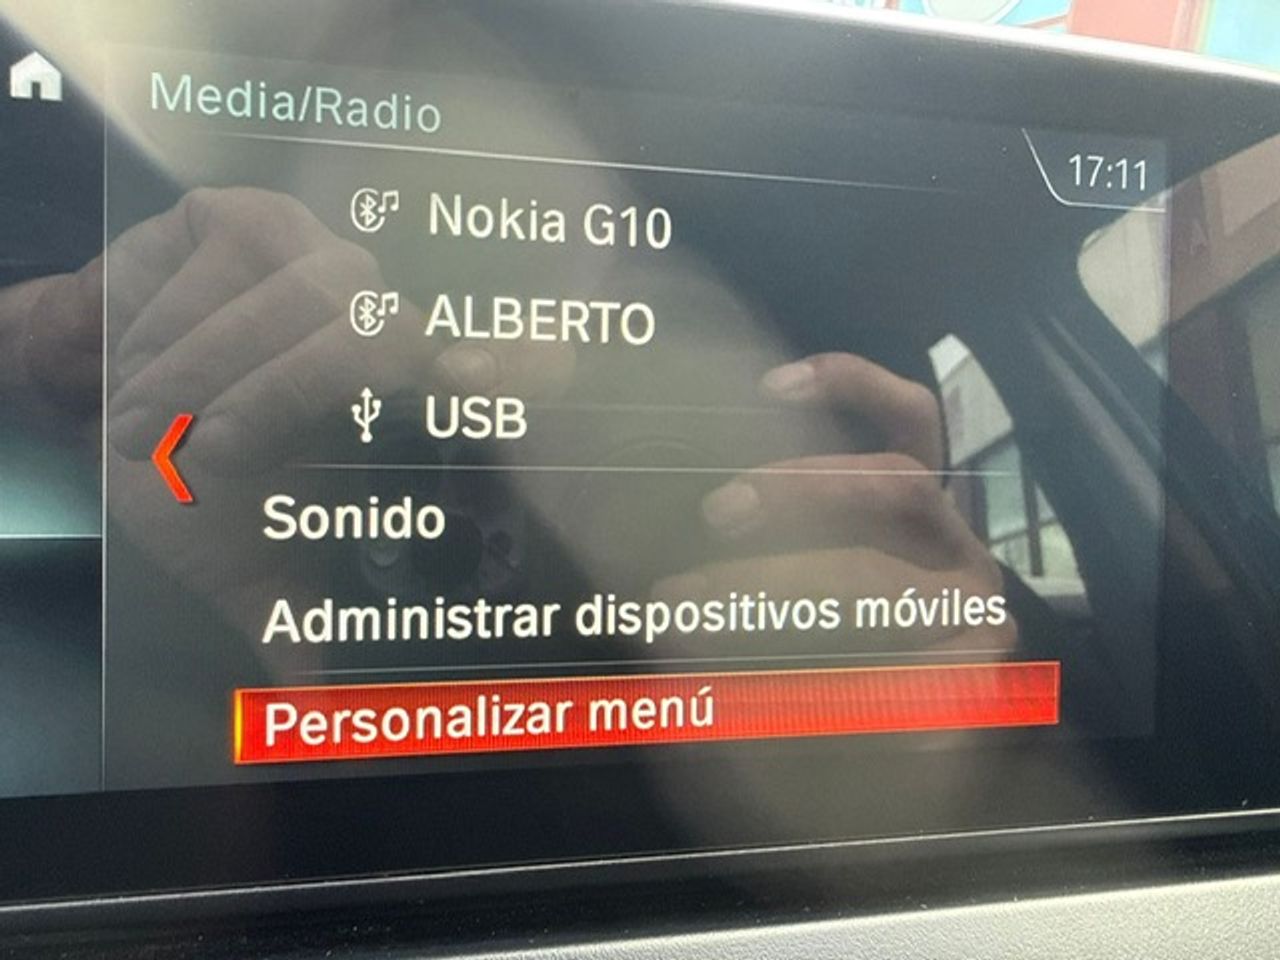 Media/Radio
17:11
Nokia G10
ALBERTO
USB
Sonido
Administrar dispositivos móviles
Personalizar menú